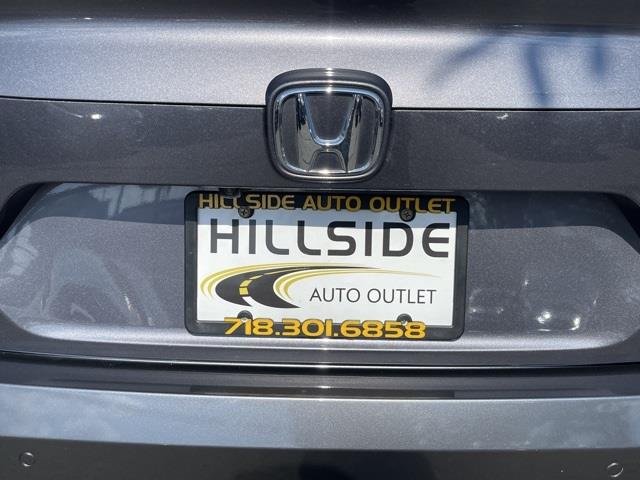 HILLSIDE AUTO OUTLET
HILLSIDE
AUTO OUTLET
718.301.6858